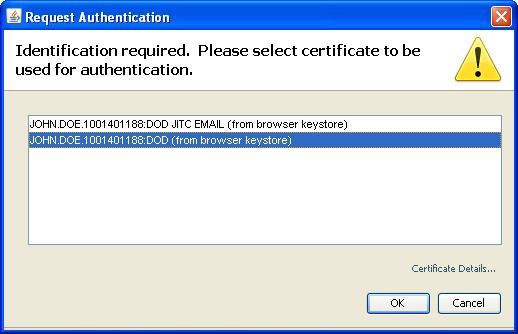 Request Authentication
Identification required.  Please select certificate to be
used for authentication.
JOHN.DOE.1001401188:DOD JITC EMAIL (from browser keystore)
JOHN.DOE.1001401188:DOD (from browser keystore)
Certificate Details...
OK
Cancel